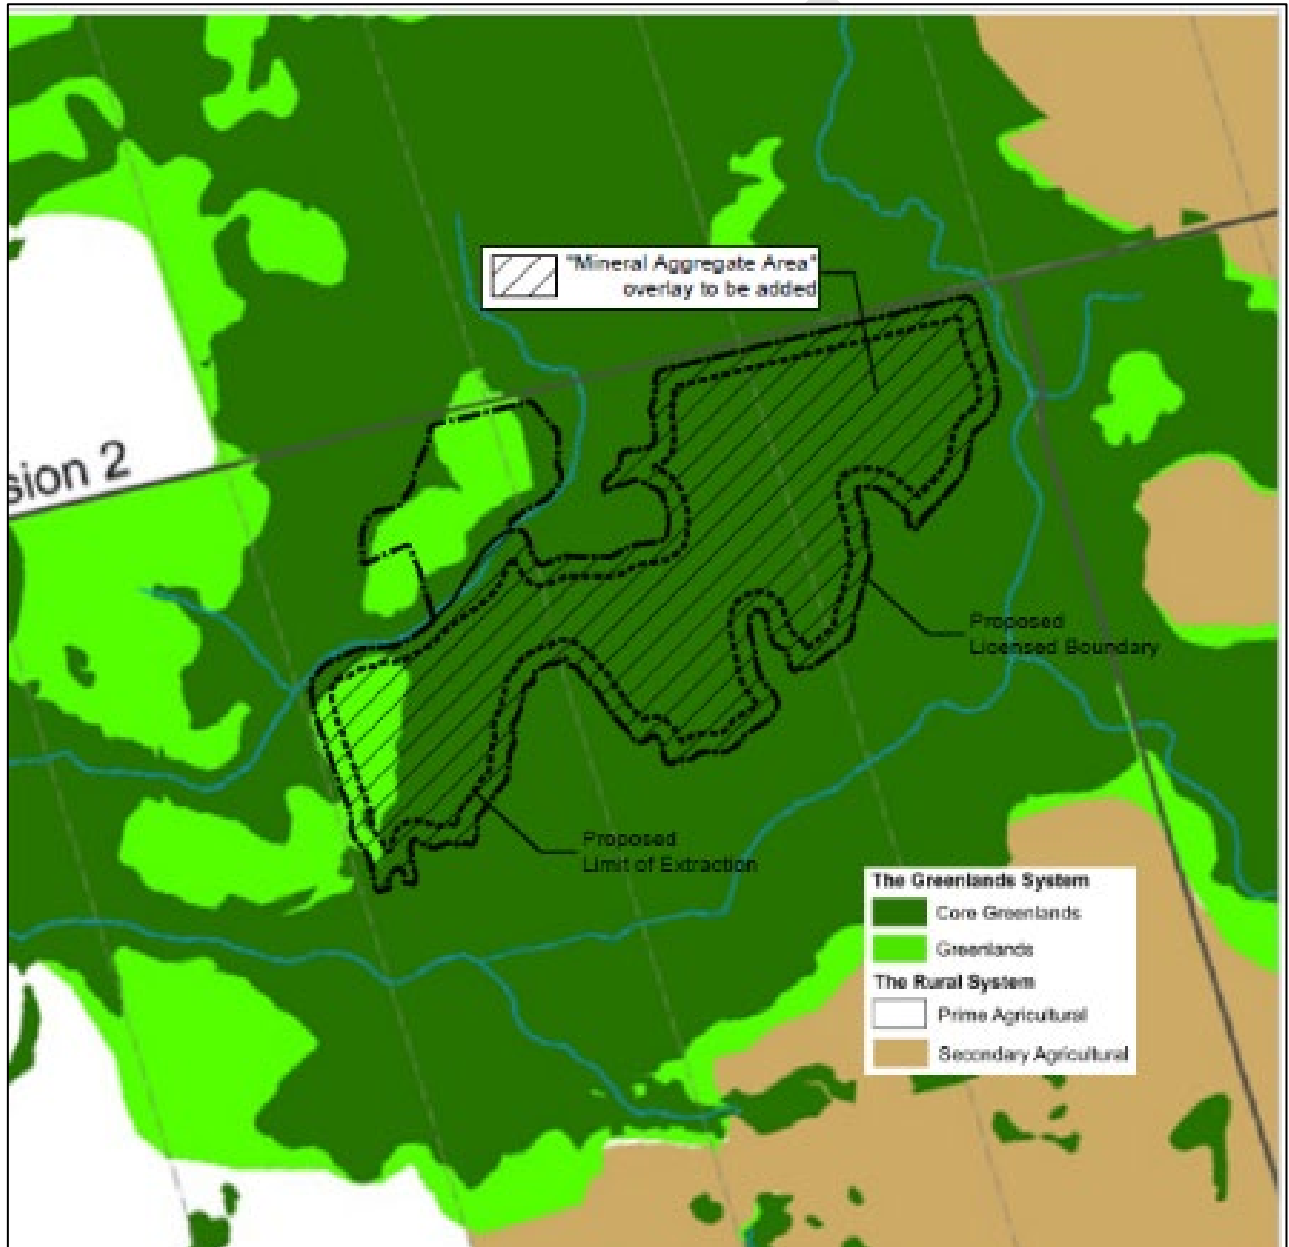 "Mineral Aggregate Area"
overlay to be added
sion 2
Proposed
Licensed Boundary
Proposed
Limit of Extraction
The Greenlands System
Core Greenlands
Greenlands
The Rural System
Prime Agricultural
Secondary Agricultural